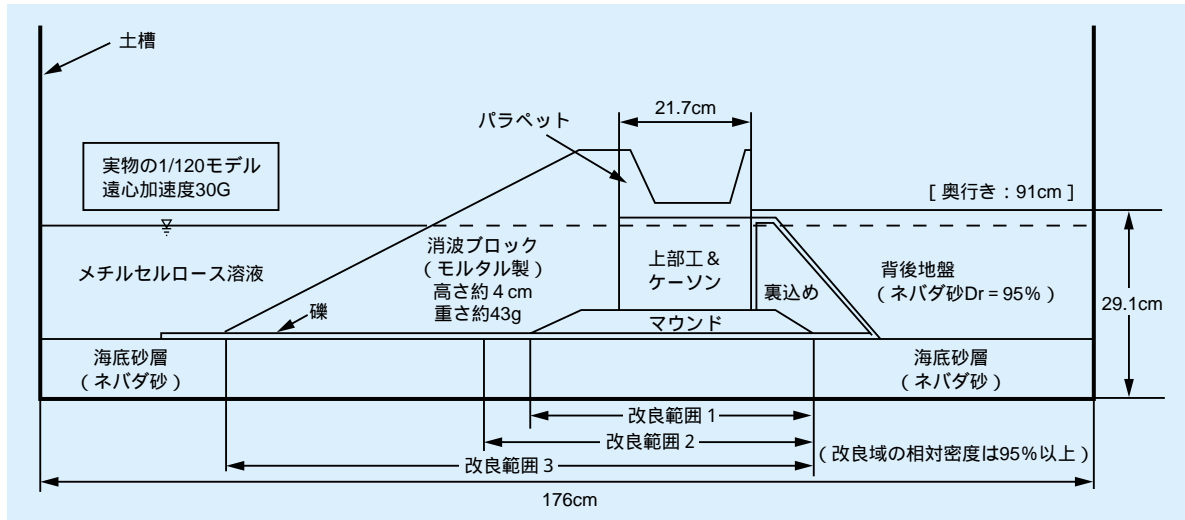 土槽
21.7cm
パラペット
実物の1/120モデル
遠心加速度30G
[ 奥行き:91cm ]
消波ブロック
(モルタル製)
高さ約4cm
重さ約43g
メチルセルロース溶液
上部工&
ケーソン
裏込め
背後地盤
(ネバダ砂Dr=95%)
29.1cm
礫
マウンド
海底砂層
(ネバダ砂)
海底砂層
(ネバダ砂)
改良範囲1
改良範囲2
改良範囲3
(改良域の相対密度は95%以上)
176cm